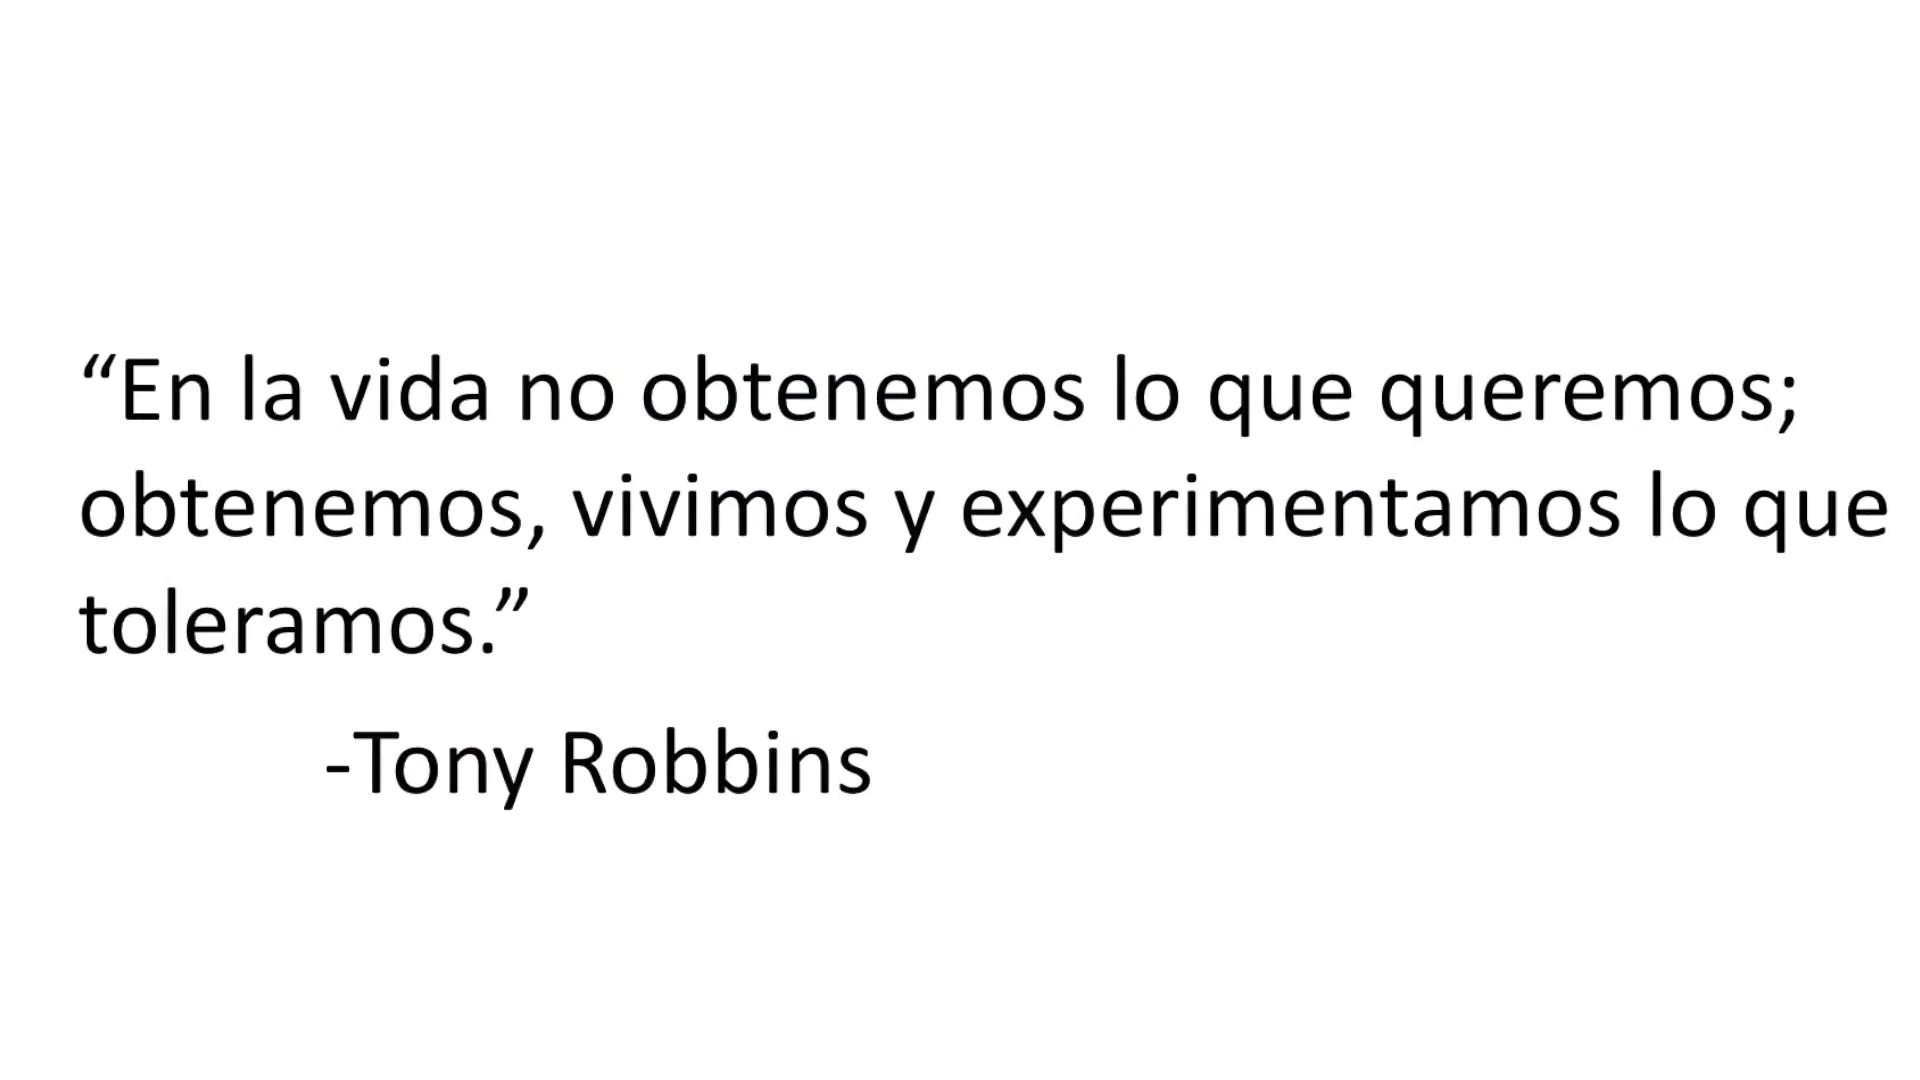 “En la vida no obtenemos lo que queremos;
obtenemos, vivimos y experimentamos lo que
toleramos.”
-Tony Robbins